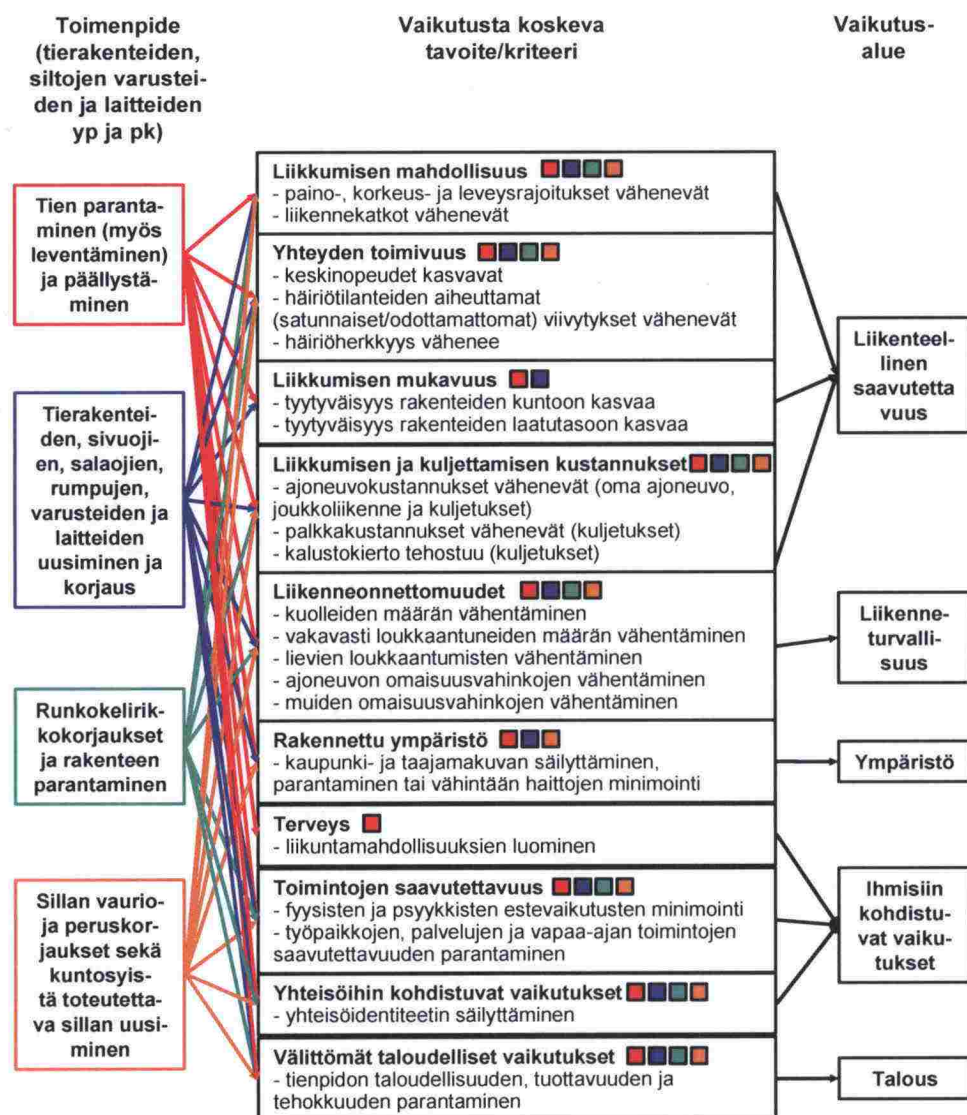 Toimenpide
(tierakenteiden,
siltojen varustei-
den ja laitteiden
yp ja pk)
Vaikutusta koskeva
tavoite/kriteeri
Vaikutus-
alue
Tien paranta-
minen (myös
leventäminen)
ja päällystä-
minen
Tierakentei-
den, sivuoji-
en, salaojien,
rumpujen,
varusteiden ja
laitteiden
uusiminen ja
korjaus
Runkokelirik-
kokorjaukset
ja rakenteen
parantaminen
Sillan vaurio-
ja peruskor-
jaukset sekä
kuntosyis-
tä toteutetta-
va sillan uusi-
minen
Liikkumisen mahdollisuus
- paino-, korkeus- ja leveysrajoitukset vähenevät
- liikennekatkot vähenevät
Yhteyden toimivuus
- keskinopeudet kasvavat
- häiriötilanteiden aiheuttamat
(satunnaiset/odottamattomat) viivytykset vähenevät
- häiriöherkkyys vähenee
Liikkumisen mukavuus
- tyytyväisyys rakenteiden kuntoon kasvaa
- tyytyväisyys rakenteiden laatutasoon kasvaa
Liikkumisen ja kuljettamisen kustannukset
- ajoneuvokustannukset vähenevät (oma ajoneuvo,
joukkoliikenne ja kuljetukset)
- palkkakustannukset vähenevät (kuljetukset)
- kalustokierto tehostuu (kuljetukset)
Liikenneonnettomuudet
- kuolleiden määrän vähentäminen
- vakavasti loukkaantuneiden määrän vähentäminen
- lievien loukkaantumisten vähentäminen
- ajoneuvon omaisuusvahinkojen vähentäminen
- muiden omaisuusvahinkojen vähentäminen
Rakennettu ympäristö
- kaupunki- ja taajamakuvan säilyttäminen,
parantaminen tai vähintään haittojen minimointi
Terveys
- liikuntamahdollisuuksien luominen
Toimintojen saavutettavuus
- fyysisten ja psyykkisten estevaikutusten minimointi
- työpaikkojen, palvelujen ja vapaa-ajan toimintojen
saavutettavuuden parantaminen
Yhteisöihin kohdistuvat vaikutukset
- yhteisöidentiteetin säilyttäminen
Välittömät taloudelliset vaikutukset
- tienpidon taloudellisuuden, tuottavuuden ja
tehokkuuden parantaminen
Liikenteel-
linen
saavutetta
vuus
Liikenne-
turvalli-
suus
Ympäristö
Ihmisiin
kohdistu-
vat vaiku-
tukset
Talous